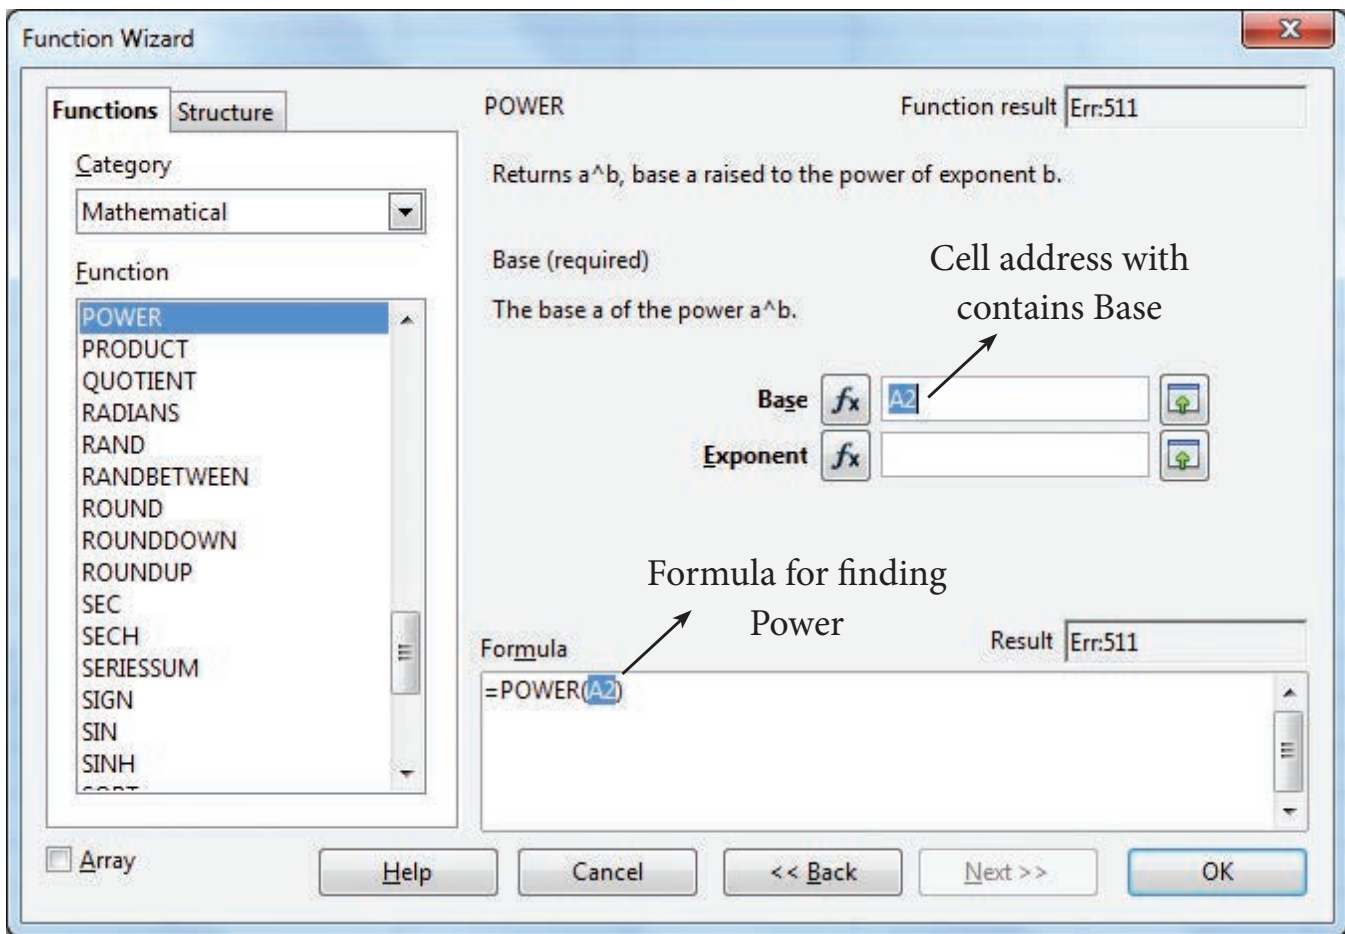 Function Wizard
Functions
Structure
Category
Mathematical
Function
POWER
PRODUCT
QUOTIENT
RADIANS
RAND
RANDBETWEEN
ROUND
ROUNDDOWN
ROUNDUP
SEC
SECH
SERIESSUM
SIGN
SIN
SINH
Array
POWER
Function result
Err:511
Returns a^b, base a raised to the power of exponent b.
Base (required)
The base a of the power a^b.
Cell address with
contains Base
Base
fx
A2
Exponent
fx
Formula for finding
Power
Formula
Result
Err:511
=POWER(A2)
Help
Cancel
<< Back
Next >>
OK